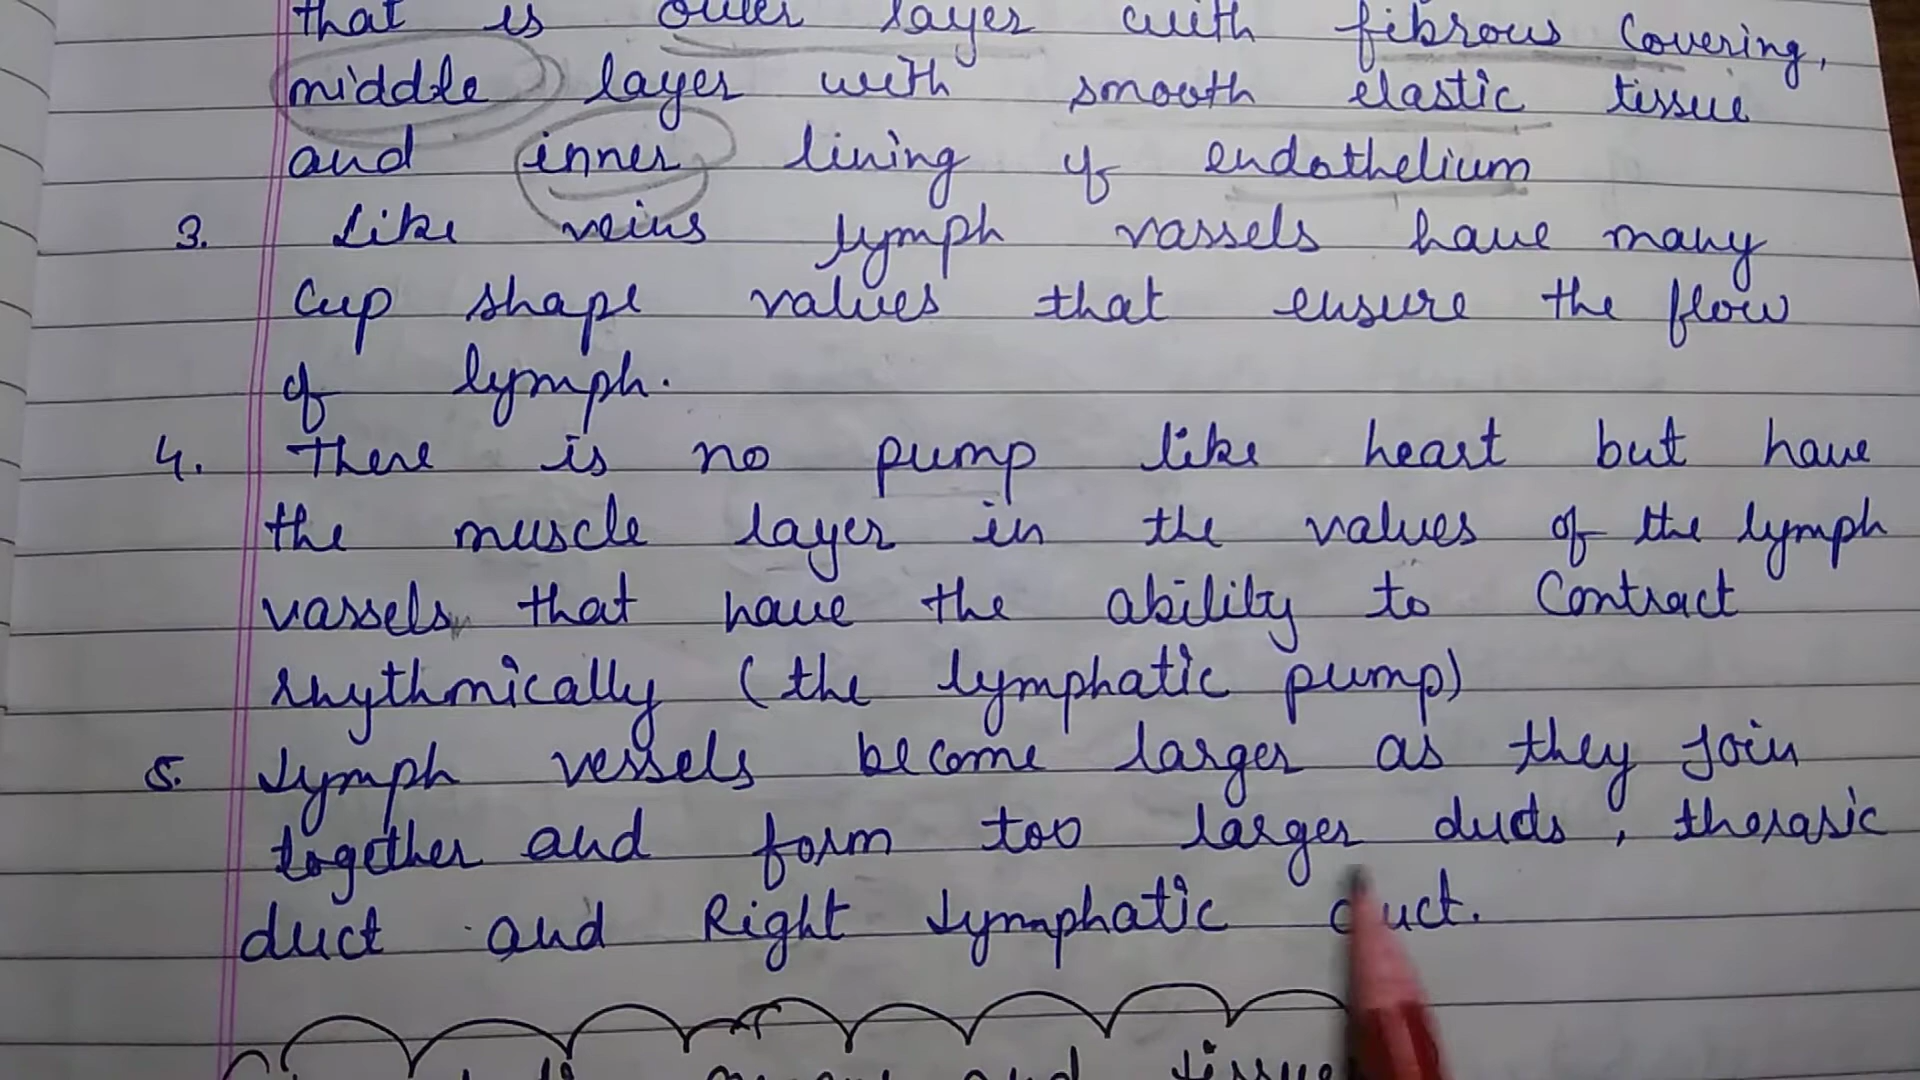 that is outer layer with fibrous covering,
middle layer with smooth elastic tissue
and inner lining of endothelium
3. Like veins lymph vassels have many
Cup shape valves that ensure the flow
of lymph.
4. There is no pump like heart but have
the muscle layer in the valves of the lymph
vassels that have the ability to Contract
rhythmically (the lymphatic pump)
5. Lymph vessels become larger as they Join
together and form too larger ducts, thorasic
duct and Right Lymphatic duct.
and tissue